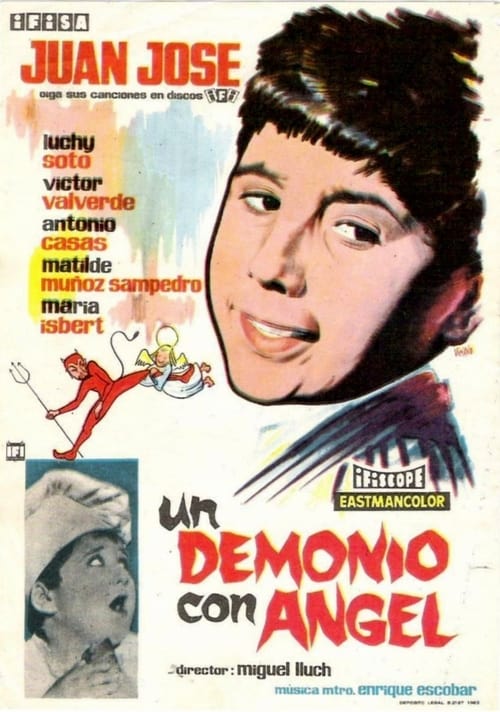 IFISA
JUAN JOSE
oiga sus canciones en discos IFI
luchy
soto
victor
valverde
antonio
casas
matilde
muñoz sampedro
maria
isbert
IFI
IFISCOPE
EASTMANCOLOR
un
DEMONIO
con ANGEL
director: miguel lluch
música mtro. enrique escobar